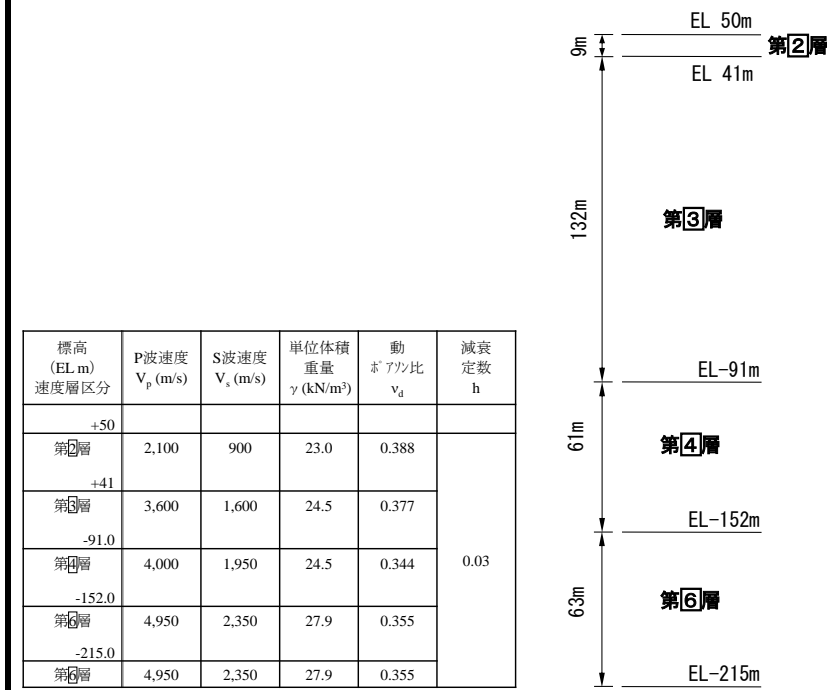 標高
(EL m)
速度層区分
P波速度
Vp (m/s)
S波速度
Vs (m/s)
単位体積
重量
γ (kN/m³)
動
ポアソン比
νd
減衰
定数
h
+50
第2層 2,100 900 23.0 0.388
+41
第3層 3,600 1,600 24.5 0.377
-91.0
第4層 4,000 1,950 24.5 0.344 0.03
-152.0
第6層 4,950 2,350 27.9 0.355
-215.0
第6層 4,950 2,350 27.9 0.355
EL 50m
9m 第2層
EL 41m
132m 第3層
EL-91m
61m 第4層
EL-152m
63m 第6層
EL-215m